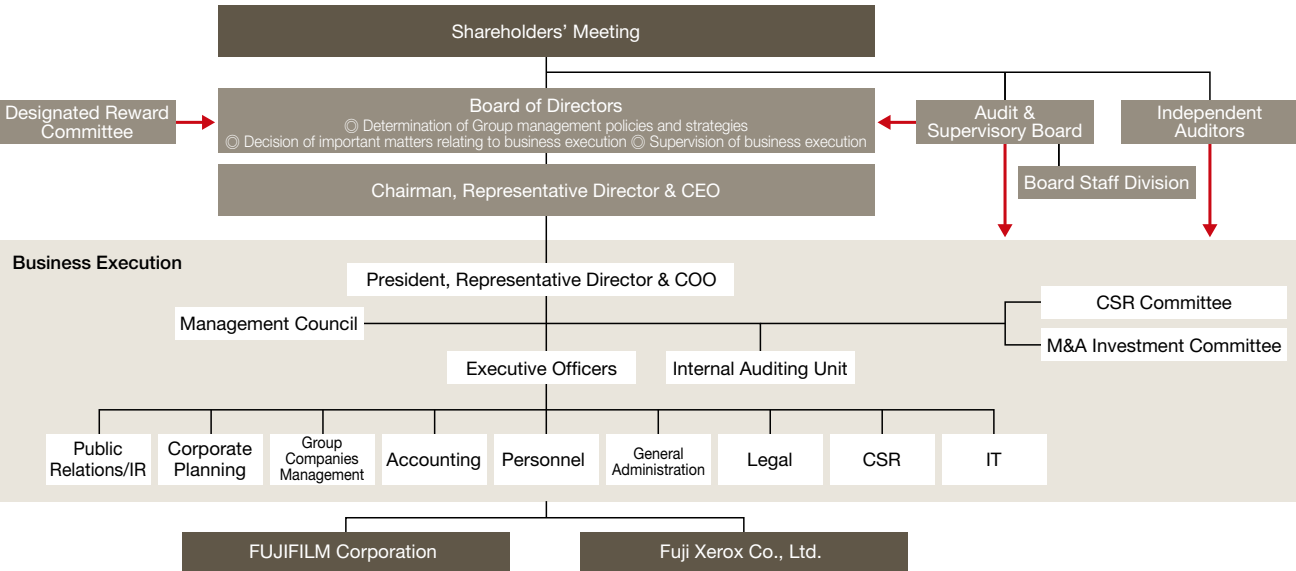 Shareholders’ Meeting
Designated Reward
Committee
Board of Directors
◎ Determination of Group management policies and strategies
◎ Decision of important matters relating to business execution ◎ Supervision of business execution
Audit &
Supervisory Board
Independent
Auditors
Board Staff Division
Chairman, Representative Director & CEO
Business Execution
President, Representative Director & COO
CSR Committee
Management Council
M&A Investment Committee
Executive Officers
Internal Auditing Unit
Public
Relations/IR
Corporate
Planning
Group
Companies
Management
Accounting
Personnel
General
Administration
Legal
CSR
IT
FUJIFILM Corporation
Fuji Xerox Co., Ltd.